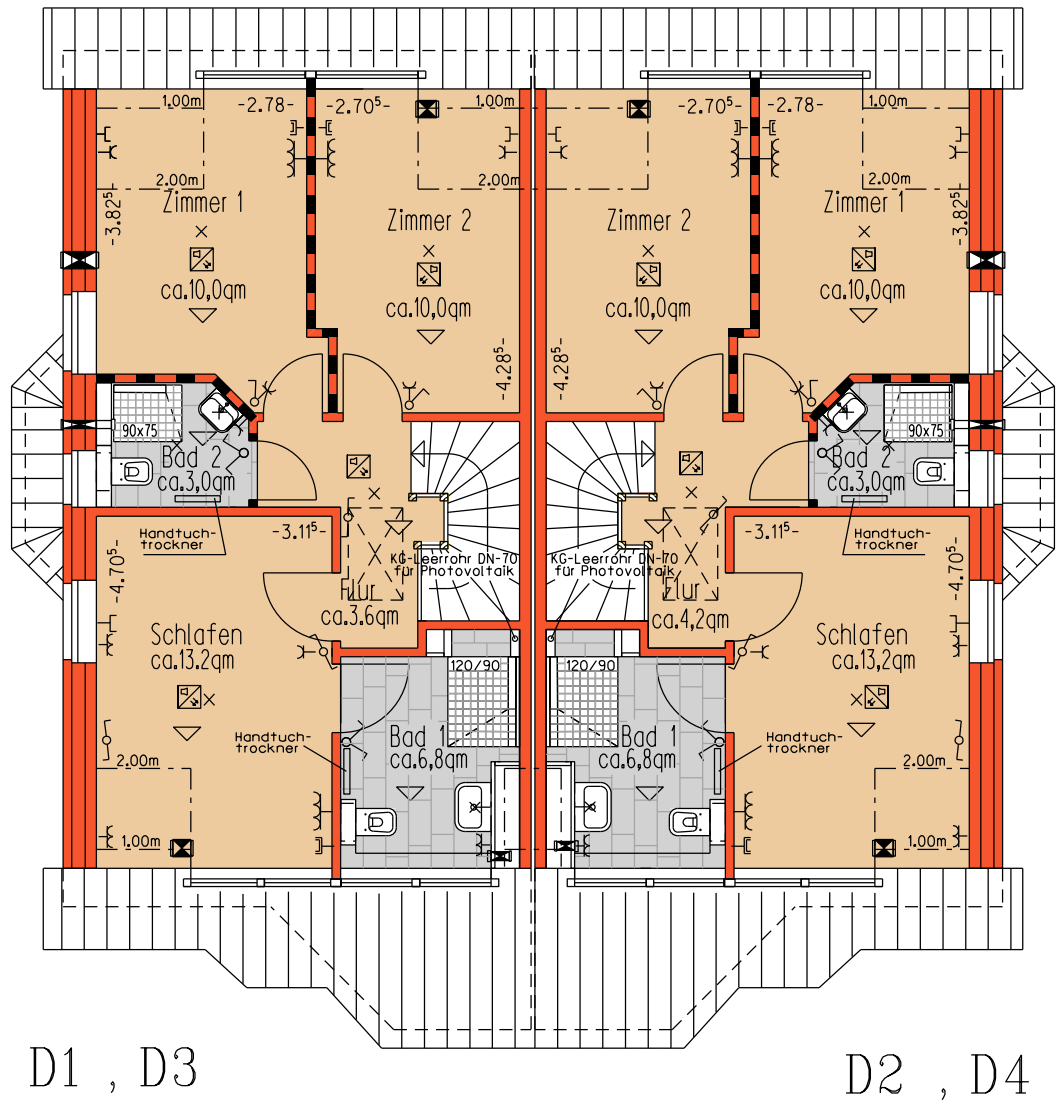 1.00m
-2.78-
-2.70⁵-
1.00m
-2.70⁵-
-2.78-
1.00m
2.00m
2.00m
2.00m
-3.82⁵-
-3.82⁵-
Zimmer 1
Zimmer 2
Zimmer 2
Zimmer 1
ca.10,0qm
ca.10,0qm
ca.10,0qm
ca.10,0qm
-4.28⁵-
-4.28⁵-
90x75
90x75
Bad 2
ca.3,0qm
Bad 2
ca.3,0qm
Handtuch-
trockner
-3.11⁵-
-3.11⁵-
Handtuch-
trockner
KG-Leerrohr DN-70
für Photovoltaik
KG-Leerrohr DN-70
für Photovoltaik
-4.70⁵-
-4.70⁵-
Flur
ca.3.6qm
Flur
ca.4,2qm
Schlafen
ca.13.2qm
Schlafen
ca.13,2qm
120/90
120/90
Handtuch-
trockner
Bad 1
ca.6,8qm
Bad 1
ca.6,8qm
Handtuch-
trockner
2.00m
2.00m
1.00m
1.00m
D1 , D3
D2 , D4